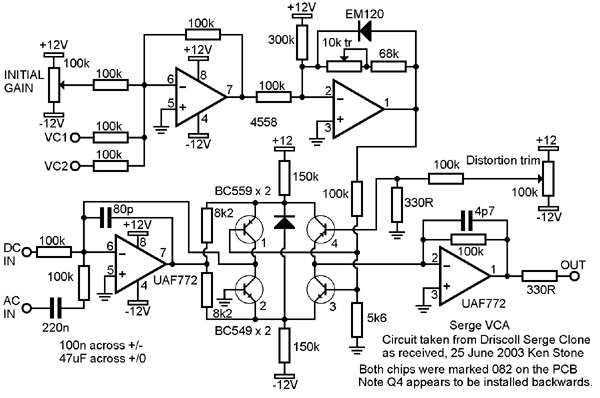 +12V
INITIAL
GAIN
100k
-12V
100k
VC1
100k
VC2
100k
100k
6
5
+12V
8
7
4
-12V
100k
4558
+12V
300k
EM120
10k tr
68k
2
3
1
+12
150k
100k
100k
Distortion trim
+12
100k
-12V
330R
BC559 x 2
8k2
1
4
80p
DC
IN
100k
100k
AC
IN
220n
+12V
6
5
8
7
4
-12V
UAF772
2
3
8k2
BC549 x 2
150k
-12V
5k6
4p7
100k
2
3
1
UAF772
330R
OUT
100n across +/-
47uF across +/0
Serge VCA
Circuit taken from Driscoll Serge Clone
as received, 25 June 2003 Ken Stone
Both chips were marked 082 on the PCB
Note Q4 appears to be installed backwards.